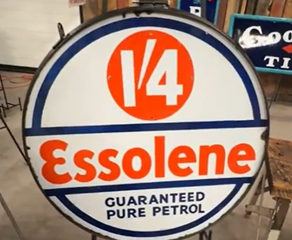 1/4
Essolene
GUARANTEED
PURE PETROL